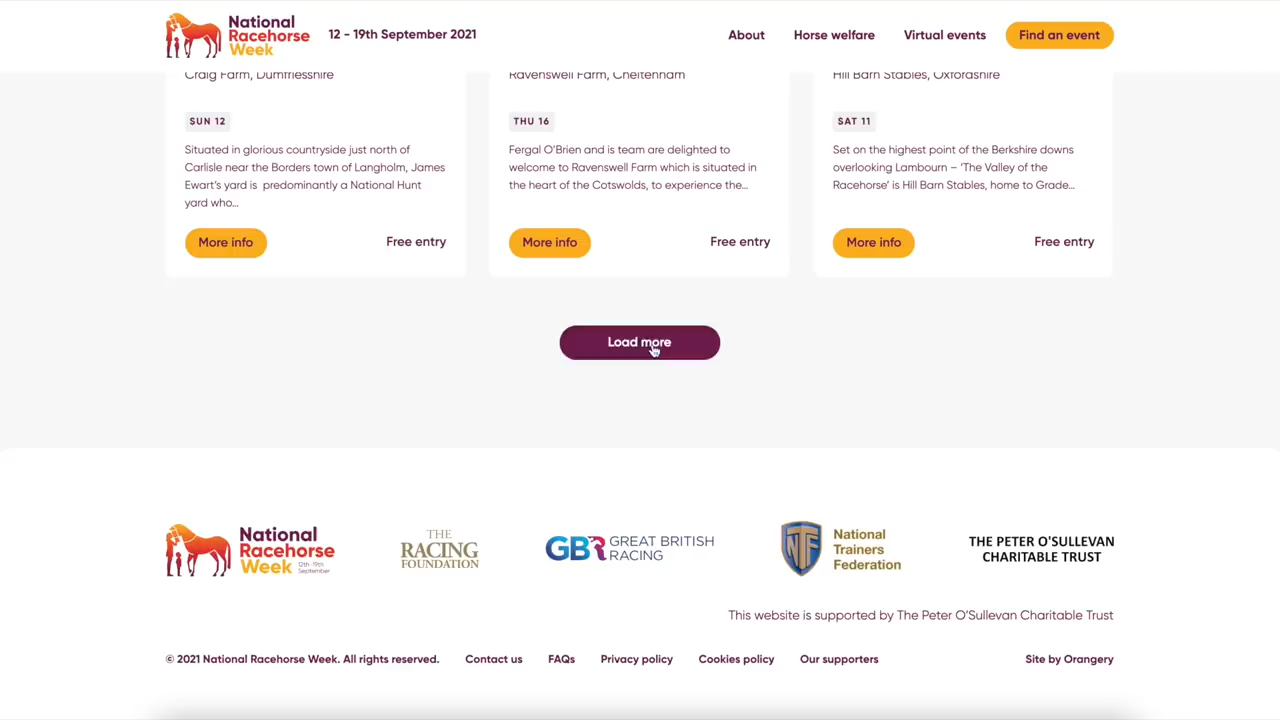 National
Racehorse
Week
12 - 19th September 2021
About
Horse welfare
Virtual events
Find an event
Craig Farm, Dumfriesshire
Ravenswell Farm, Cheltenham
Hill Barn Stables, Oxfordshire
SUN 12
THU 16
SAT 11
Situated in glorious countryside just north of
Carlisle near the Borders town of Langholm, James
Ewart's yard is predominantly a National Hunt
yard who...
Fergal O'Brien and is team are delighted to
welcome to Ravenswell Farm which is situated in
the heart of the Cotswolds, to experience the...
Set on the highest point of the Berkshire downs
overlooking Lambourn – 'The Valley of the
Racehorse' is Hill Barn Stables, home to Grade...
More info
Free entry
More info
Free entry
More info
Free entry
Load more
National
Racehorse
Week
12th -19th
September
THE
RACING
FOUNDATION
GBR
GREAT BRITISH
RACING
NTF
National
Trainers
Federation
THE PETER O'SULLEVAN
CHARITABLE TRUST
This website is supported by The Peter O'Sullevan Charitable Trust
© 2021 National Racehorse Week. All rights reserved.
Contact us
FAQs
Privacy policy
Cookies policy
Our supporters
Site by Orangery